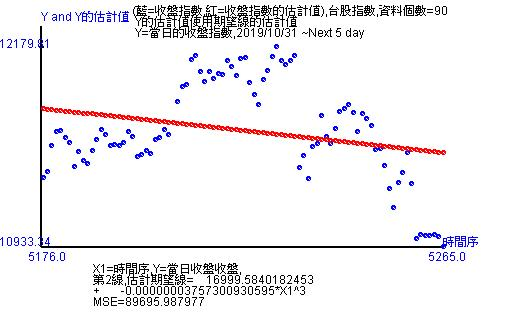 (藍=收盤指數,紅=收盤指數的估計值),台股指數,資料個數=90
Y and Y的估計值
Y的估計值使用期望線的估計值
Y=當日的收盤指數,2019/10/31 ~Next 5 day
12179.81
10933.34
時間序
5176.0
5265.0
X1=時間序,Y=當日收盤收盤,
第2線,估計期望線= 16999.5840182453
+ -0.00000003757300930595*X1^3
MSE=89695.987977